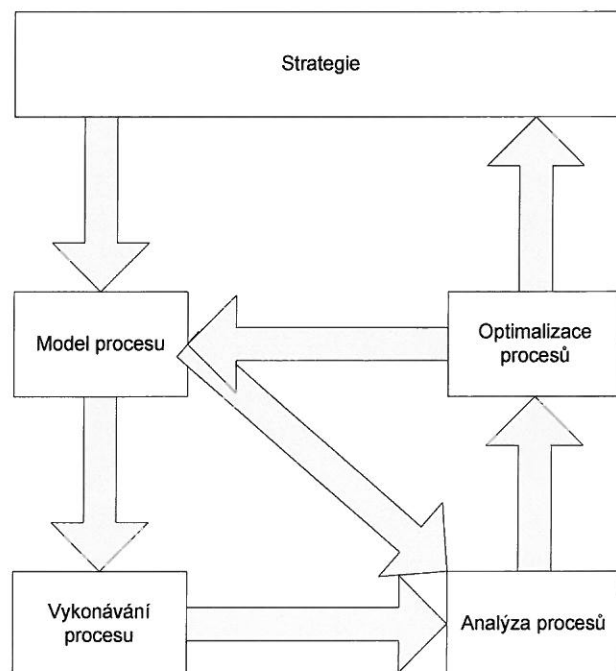 Strategie
Model procesu
Optimalizace
procesů
Vykonávání
procesu
Analýza procesů